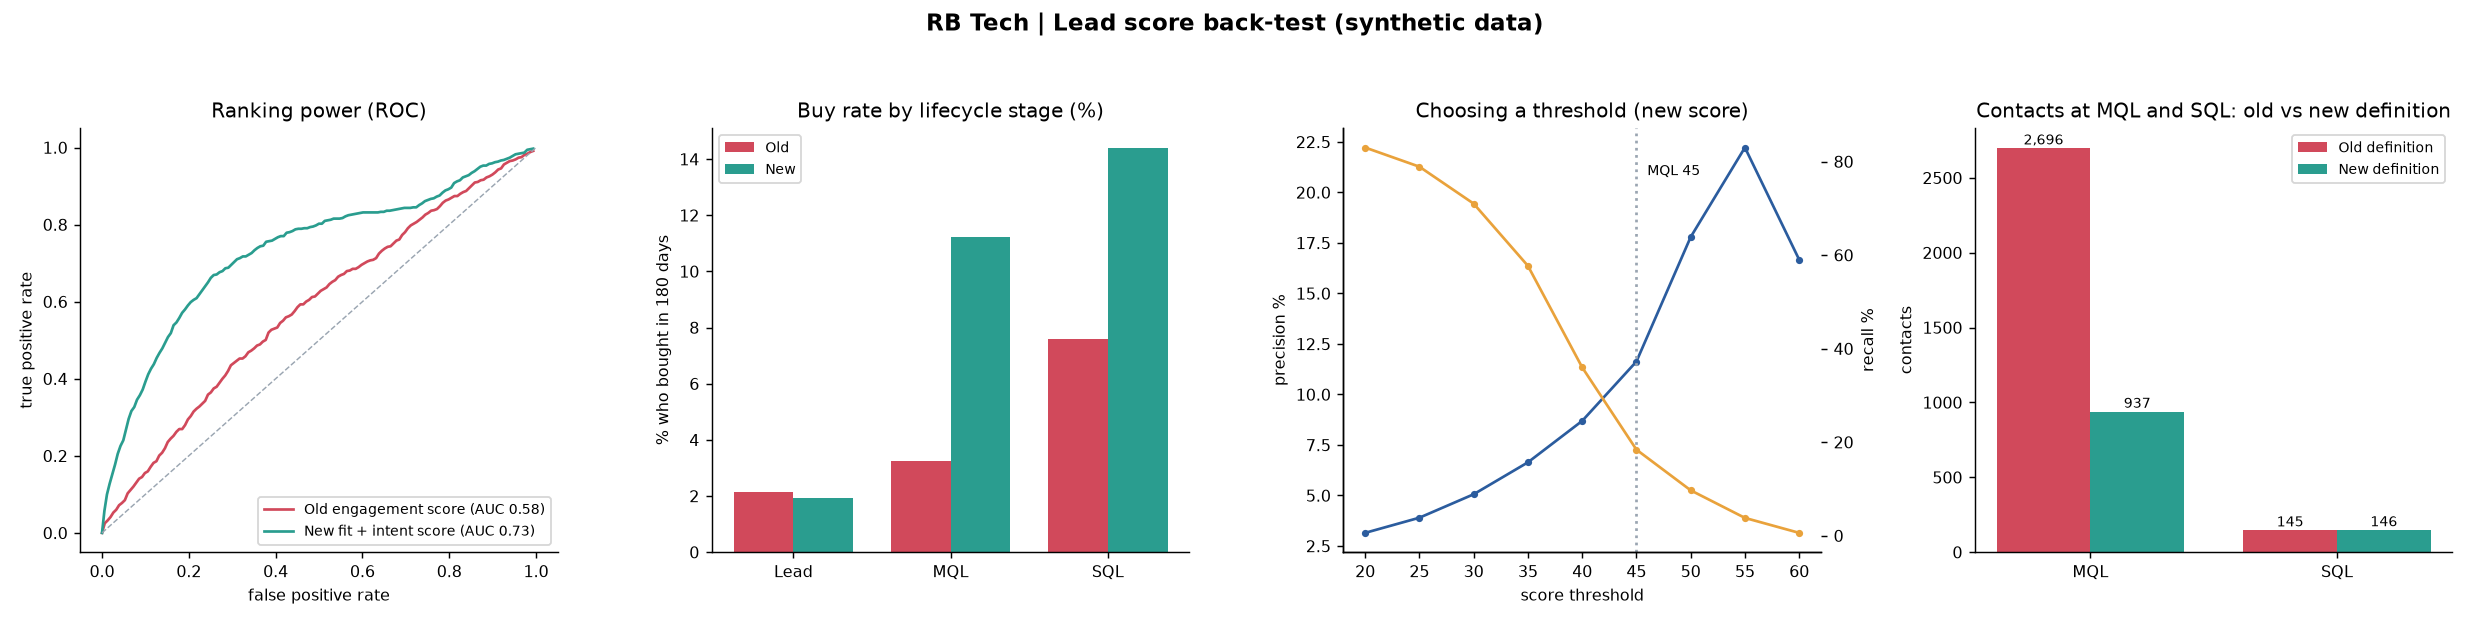 RB Tech | Lead score back-test (synthetic data)
Ranking power (ROC)
true positive rate
1.0
0.8
0.6
0.4
0.2
0.0
Old engagement score (AUC 0.58)
New fit + intent score (AUC 0.73)
0.0 0.2 0.4 0.6 0.8 1.0
false positive rate
Buy rate by lifecycle stage (%)
% who bought in 180 days
Old
New
14
12
10
8
6
4
2
0
Lead MQL SQL
Choosing a threshold (new score)
precision %
22.5
20.0
17.5
15.0
12.5
10.0
7.5
5.0
2.5
MQL 45
80
60
40
20
0
recall %
20 25 30 35 40 45 50 55 60
score threshold
Contacts at MQL and SQL: old vs new definition
contacts
2500
2000
1500
1000
500
0
Old definition
New definition
2,696
937
145
146
MQL SQL